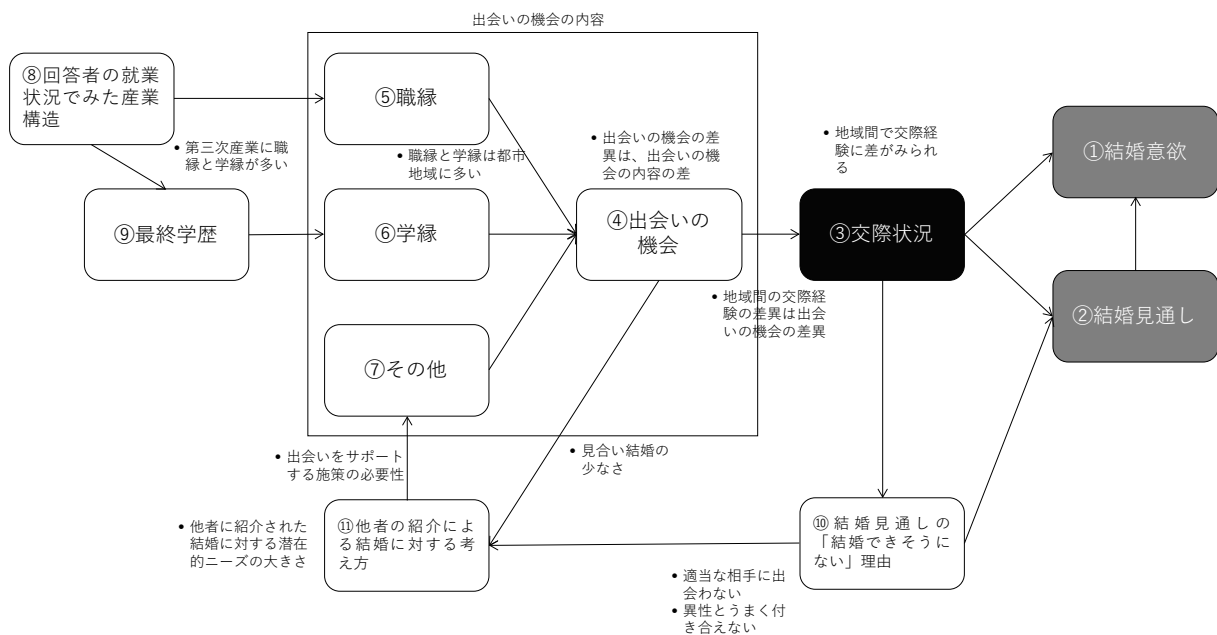 出会いの機会の内容
⑧回答者の就業
状況でみた産業
構造
• 第三次産業に職
縁と学縁が多い
⑨最終学歴
⑤職縁
• 職縁と学縁は都市
地域に多い
⑥学縁
⑦その他
• 出会いの機会の差
異は、出会いの機
会の内容の差
④出会いの
機会
• 地域間で交際経
験に差がみられ
る
③交際状況
• 地域間の交際経
験の差異は出会
いの機会の差異
①結婚意欲
②結婚見通し
• 出会いをサポート
する施策の必要性
• 見合い結婚の
少なさ
• 他者に紹介された
結婚に対する潜在
的ニーズの大きさ
⑪他者の紹介によ
る結婚に対する考
え方
⑩結婚見通しの
「結婚できそうに
ない」理由
• 適当な相手に出
会わない
• 異性とうまく付
き合えない